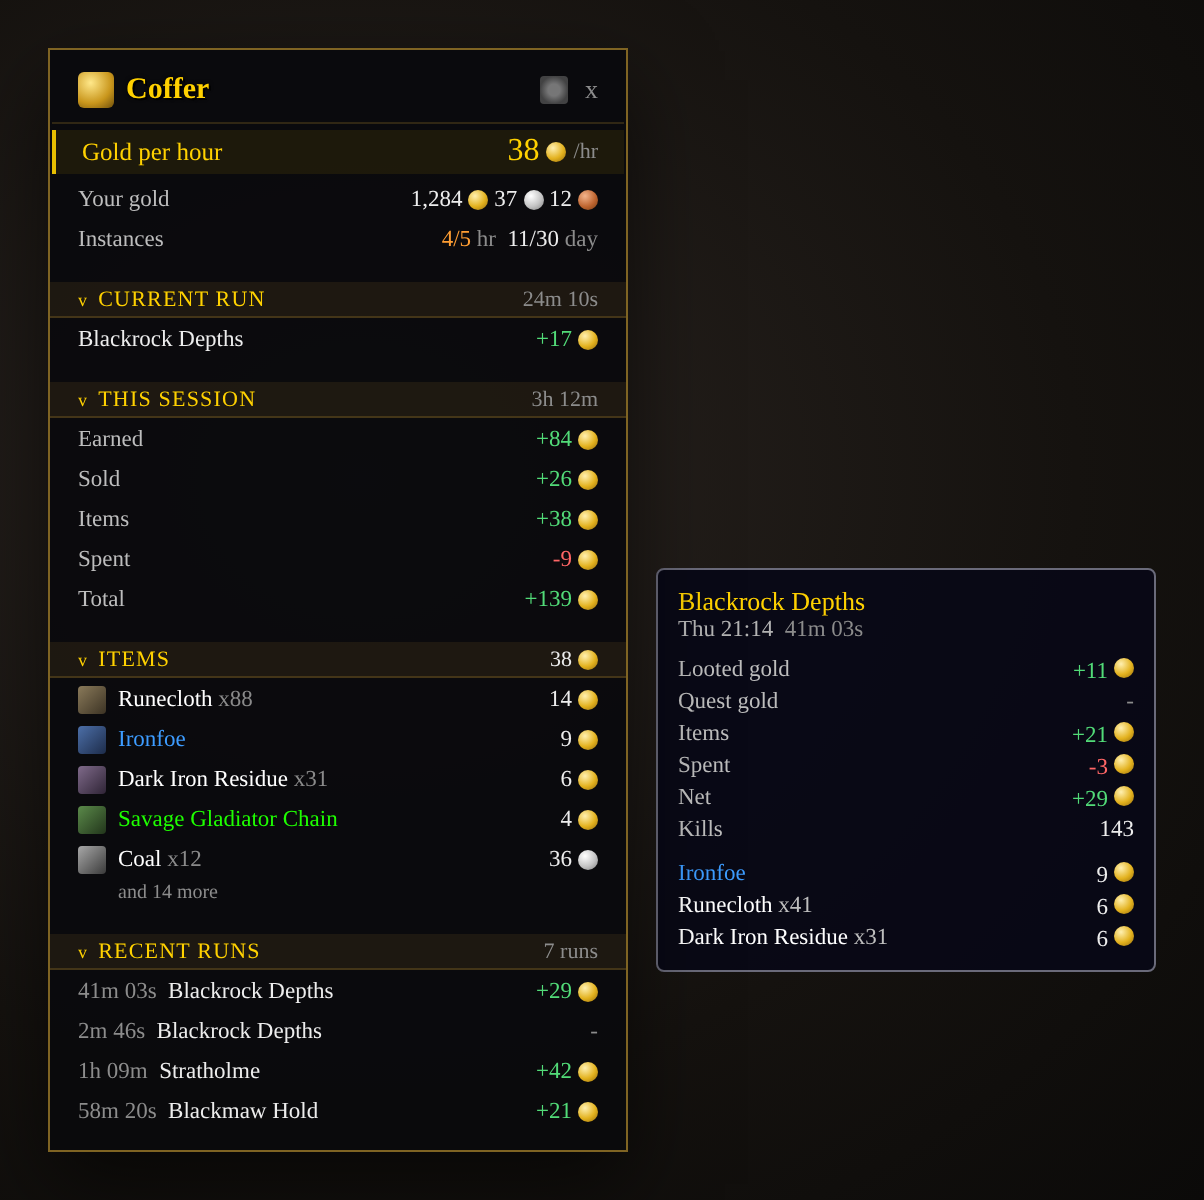 Coffer x
Gold per hour 38 /hr
Your gold 1,284 37 12
Instances 4/5 hr 11/30 day
v CURRENT RUN 24m 10s
Blackrock Depths +17
v THIS SESSION 3h 12m
Earned +84
Sold +26
Items +38
Spent -9
Total +139
v ITEMS 38
Runecloth x88 14
Ironfoe 9
Dark Iron Residue x31 6
Savage Gladiator Chain 4
Coal x12 36
and 14 more
v RECENT RUNS 7 runs
41m 03s Blackrock Depths +29
2m 46s Blackrock Depths -
1h 09m Stratholme +42
58m 20s Blackmaw Hold +21
Blackrock Depths
Thu 21:14 41m 03s
Looted gold +11
Quest gold -
Items +21
Spent -3
Net +29
Kills 143
Ironfoe 9
Runecloth x41 6
Dark Iron Residue x31 6